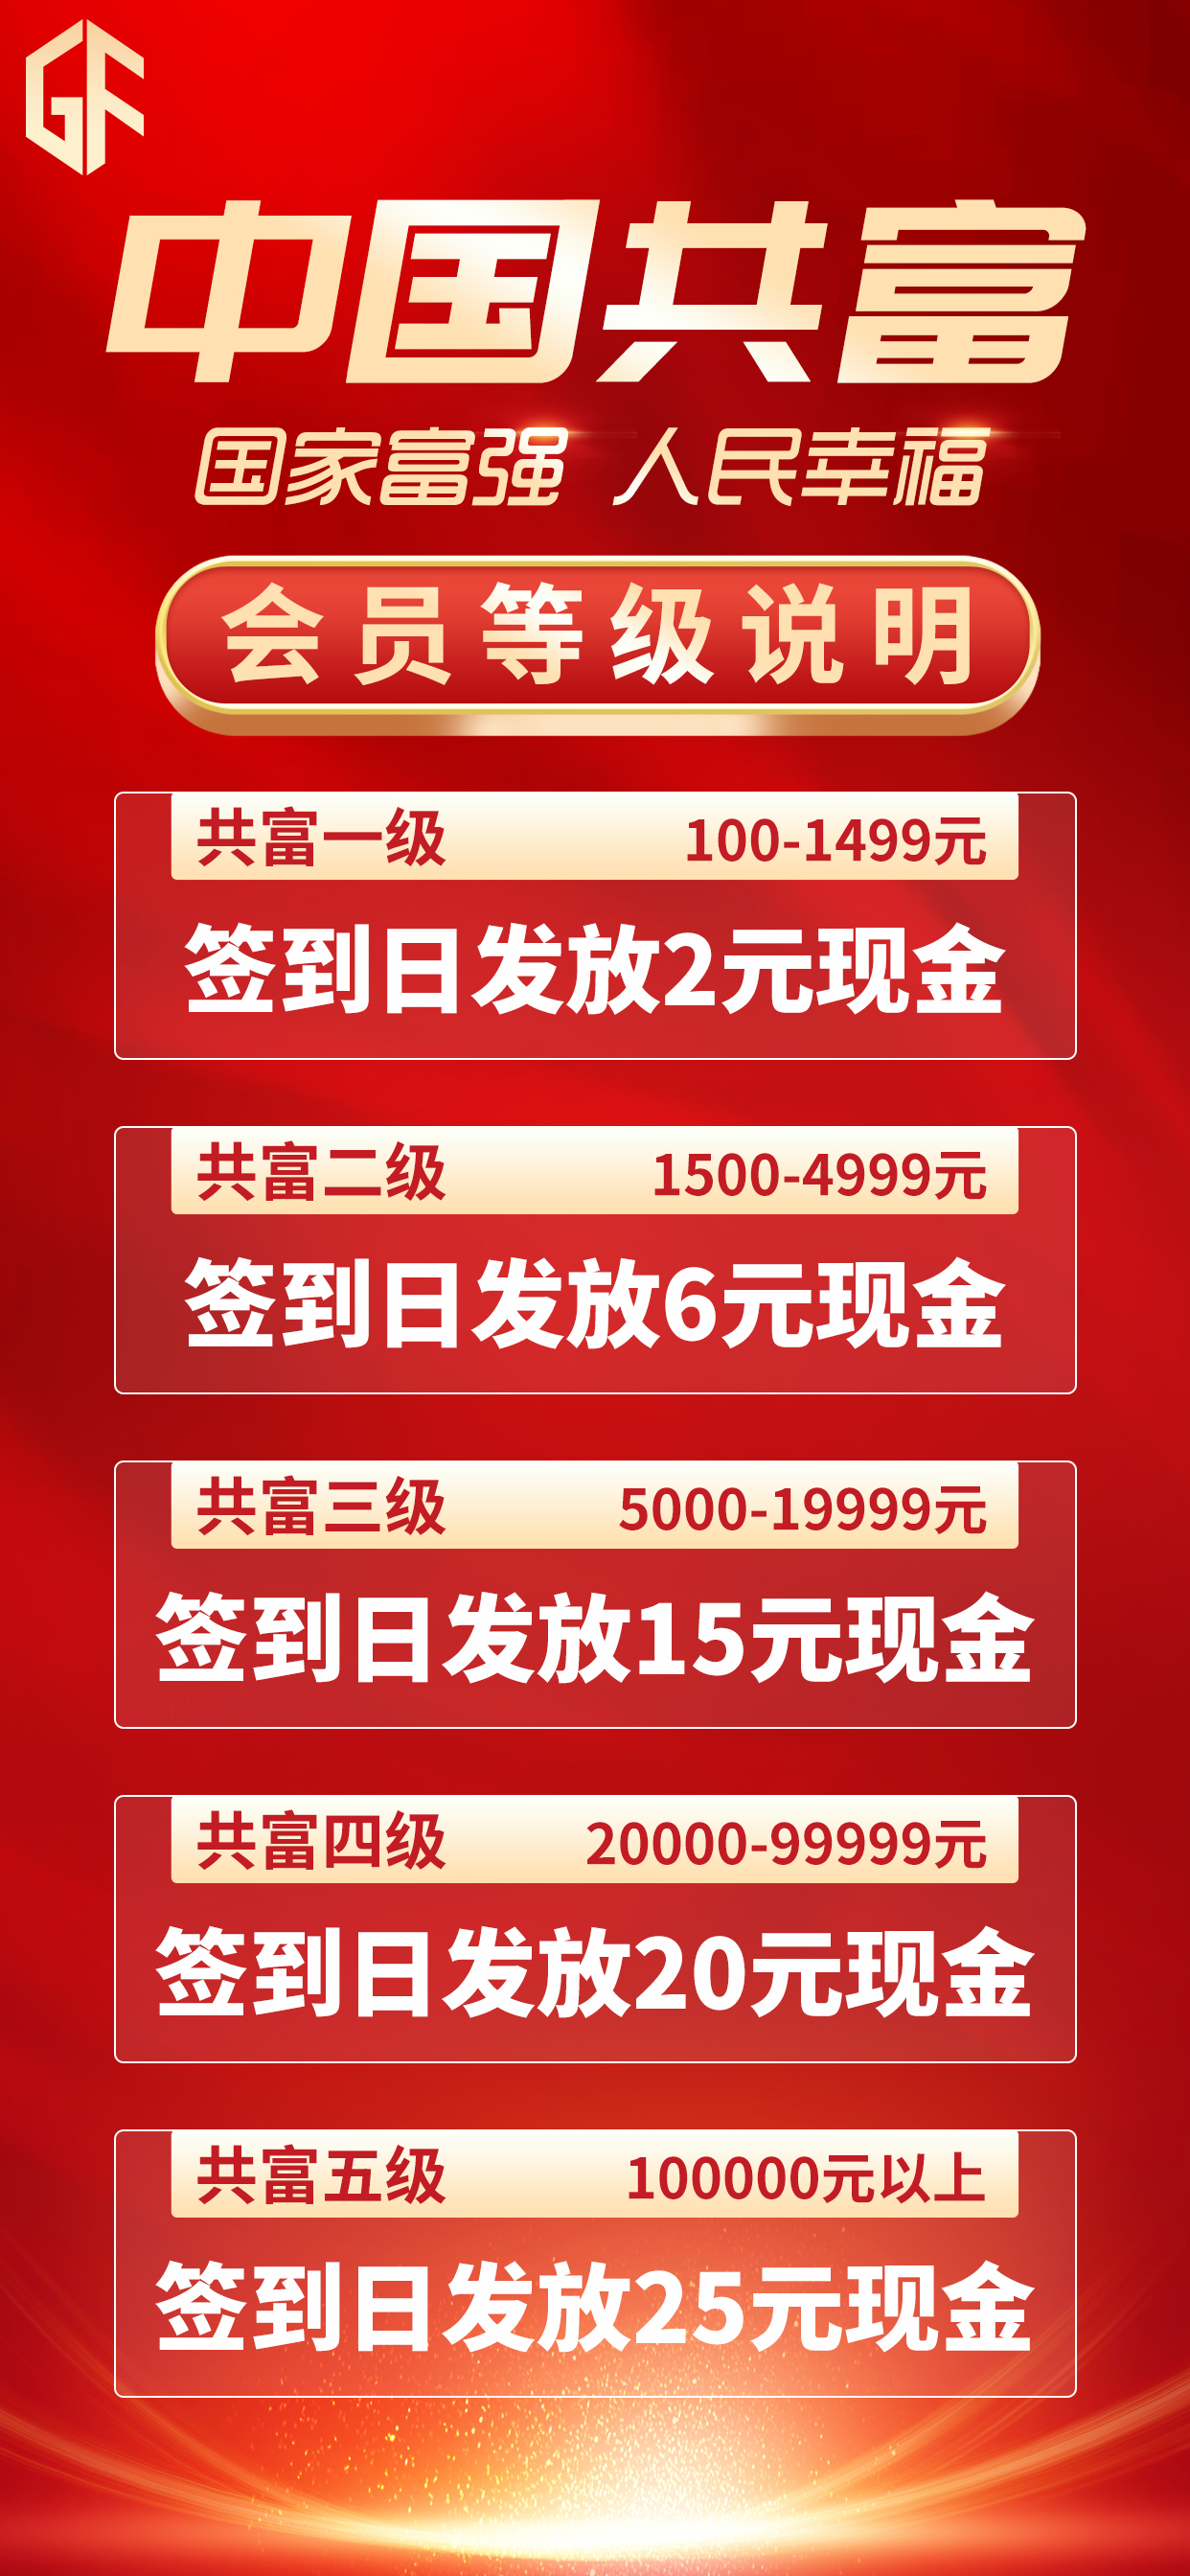 GF
中国共富
国家富强 人民幸福
会员等级说明
共富一级 100-1499元
签到日发放2元现金
共富二级 1500-4999元
签到日发放6元现金
共富三级 5000-19999元
签到日发放15元现金
共富四级 20000-99999元
签到日发放20元现金
共富五级 100000元以上
签到日发放25元现金